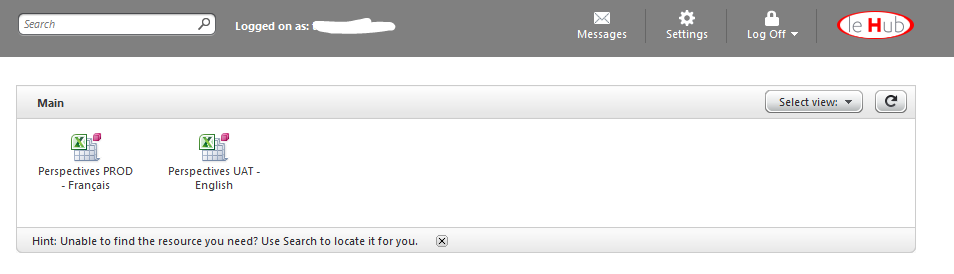 Search
Logged on as:
Messages
Settings
Log Off
le Hub
Main
Select view:
Perspectives PROD
- Français
Perspectives UAT -
English
Hint: Unable to find the resource you need? Use Search to locate it for you.